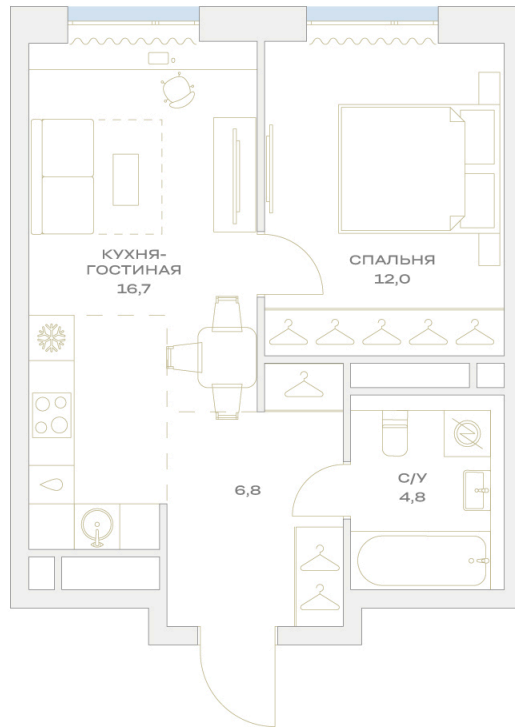 КУХНЯ-
ГОСТИНАЯ
16,7
СПАЛЬНЯ
12,0
6,8
С/У
4,8